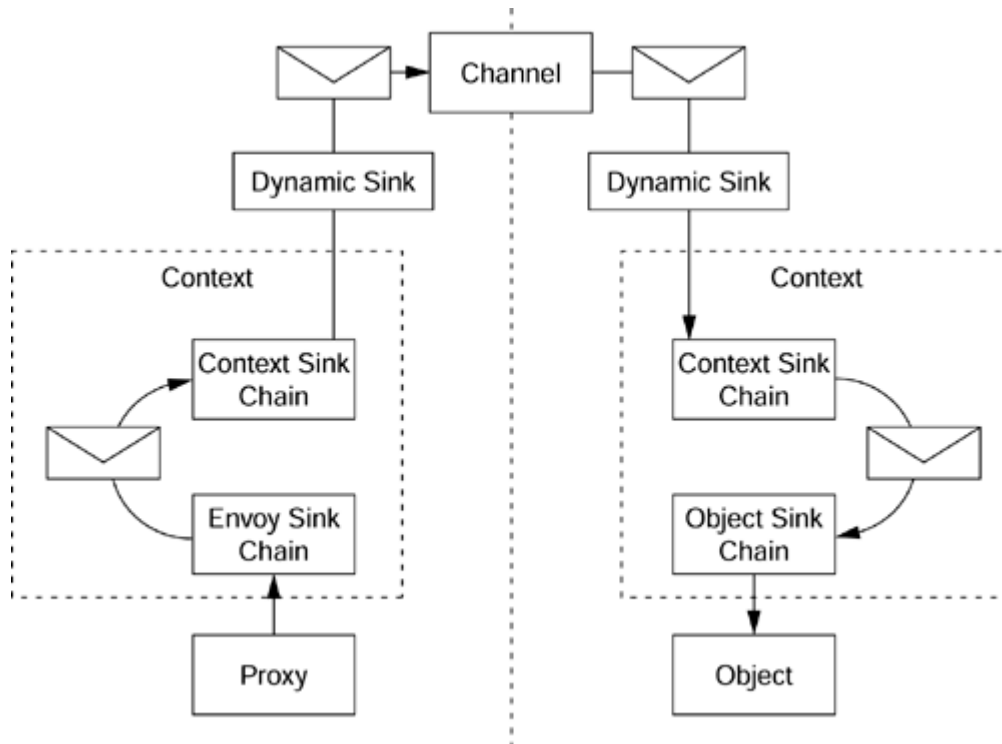 Channel
Dynamic Sink
Dynamic Sink
Context
Context
Context Sink
Chain
Context Sink
Chain
Envoy Sink
Chain
Object Sink
Chain
Proxy
Object